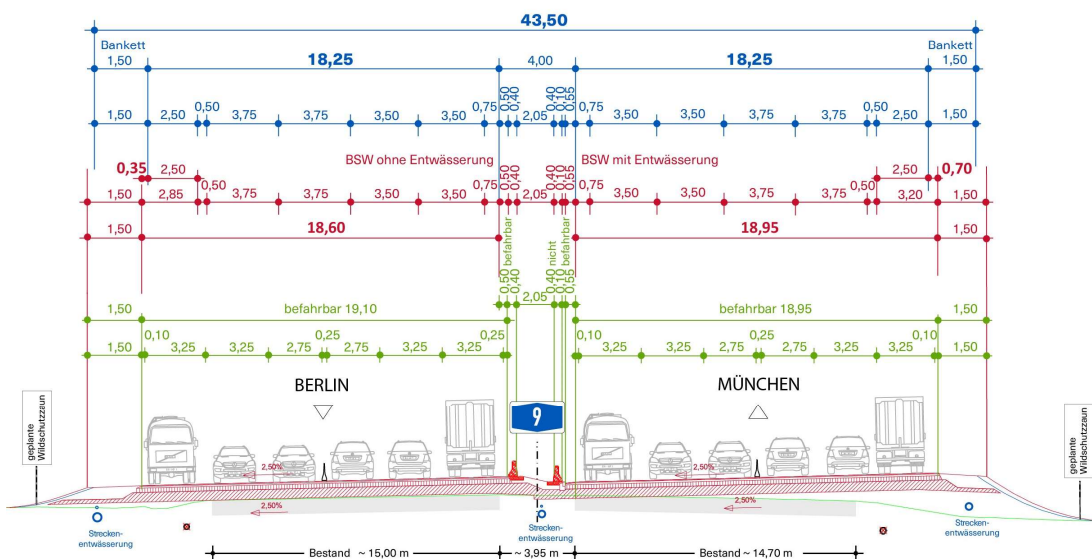 43,50
Bankett Bankett
1,50 18,25 4,00 18,25 1,50
1,50 2,50 0,50 3,75 3,75 3,50 3,50 0,75 0,50 0,40 2,05 0,40 0,10 0,55 0,75 3,50 3,50 3,75 3,75 0,50 2,50 1,50
BSW ohne Entwässerung BSW mit Entwässerung
0,35 2,50 2,50 0,70
1,50 2,85 0,50 3,75 3,75 3,50 3,50 0,75 0,50 0,40 2,05 0,40 0,10 0,55 0,75 3,50 3,50 3,75 3,75 0,50 3,20 1,50
1,50 18,60 18,95 1,50
0,50 befahrbar 0,40 2,05 0,40 nicht 0,10 0,55 befahrbar
1,50 befahrbar 19,10 befahrbar 18,95 1,50
1,50 0,10 3,25 3,25 2,75 0,25 2,75 3,25 3,25 0,25 0,10 3,25 3,25 2,75 0,25 2,75 3,25 3,25 0,10 1,50
BERLIN MÜNCHEN
9
geplante
Wildschutzzaun
geplante
Wildschutzzaun
2,50% 2,50%
2,50% 2,50%
Strecken-
entwässerung
Strecken-
entwässerung
Strecken-
entwässerung
Bestand ~ 15,00 m ~ 3,95 m Bestand ~ 14,70 m